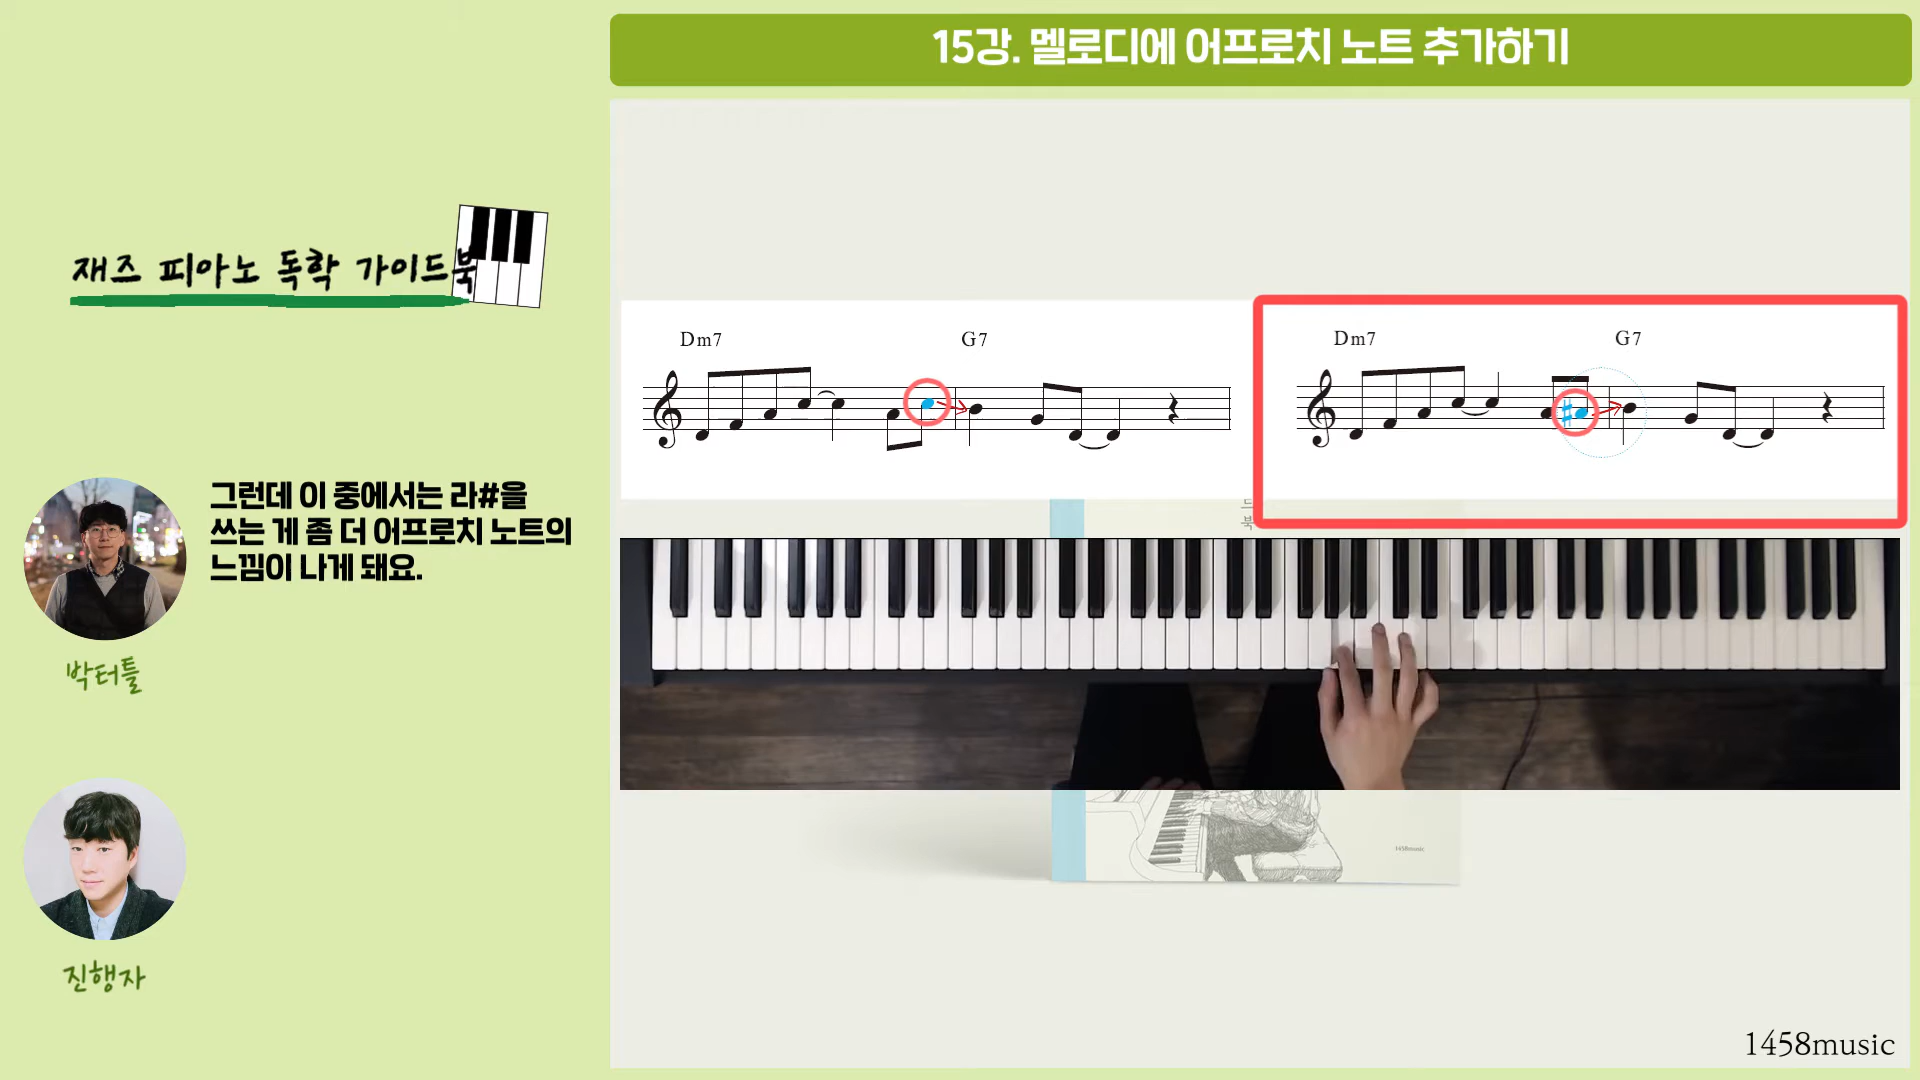 15강. 멜로디에 어프로치 노트 추가하기
재즈 피아노 독학 가이드북
Dm7 G7
Dm7 G7
그런데 이 중에서는 라#을
쓰는 게 좀 더 어프로치 노트의
느낌이 나게 돼요.
드
북
박터틀
1458music
진행자
1458music